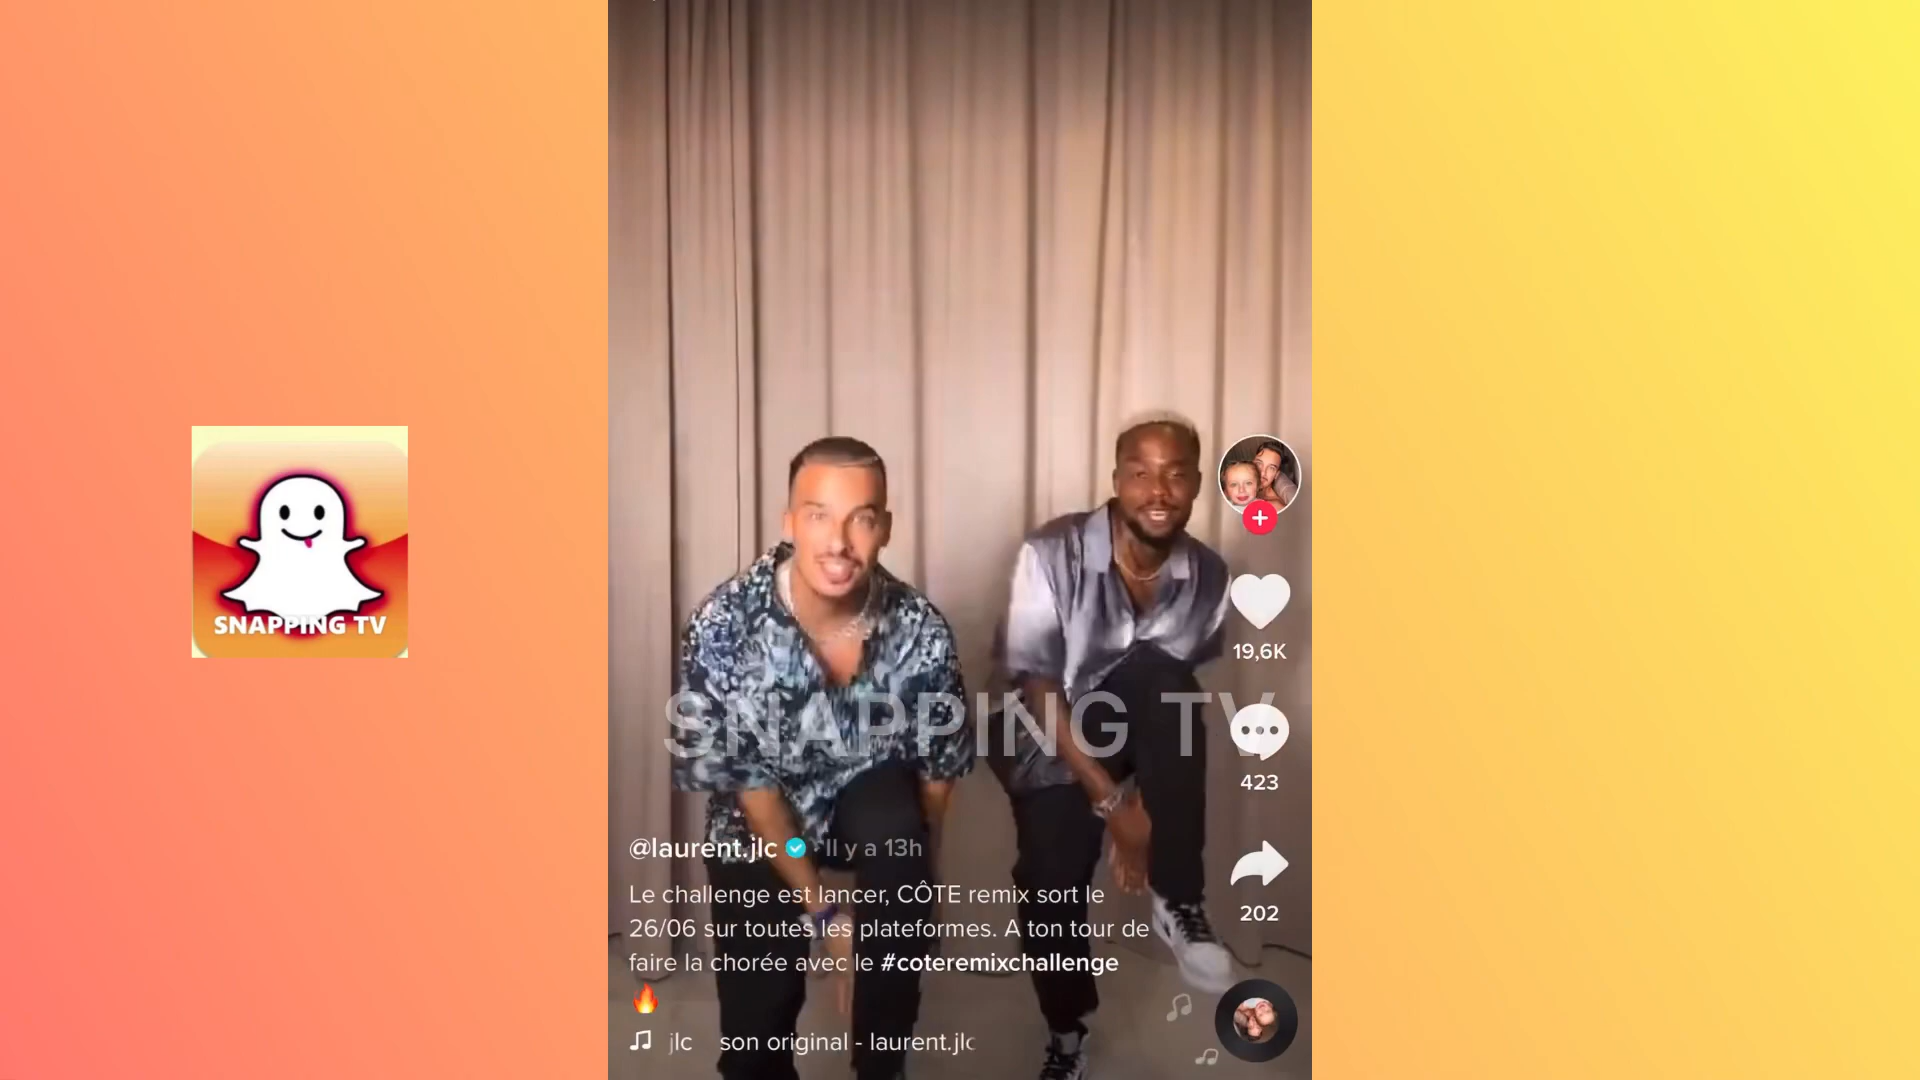 SNAPPING TV
SNAPPING TV
19,6K
423
202
@laurent.jlc · Il y a 13h
Le challenge est lancer, CÔTE remix sort le
26/06 sur toutes les plateformes. A ton tour de
faire la chorée avec le #coteremixchallenge
🔥
jlc son original - laurent.jlc